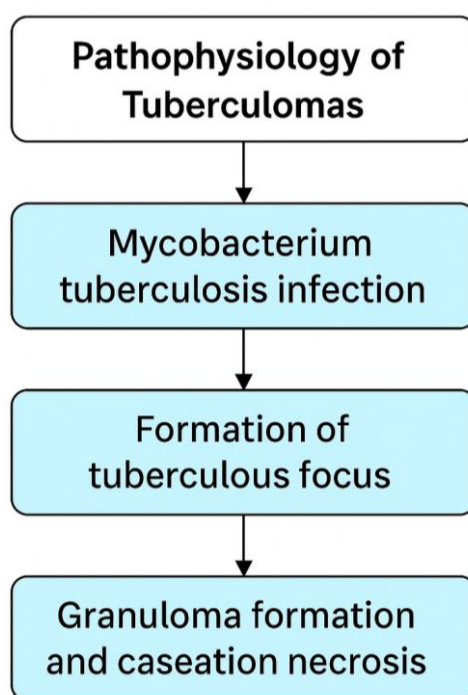 Pathophysiology of
Tuberculomas
Mycobacterium
tuberculosis infection
Formation of
tuberculous focus
Granuloma formation
and caseation necrosis